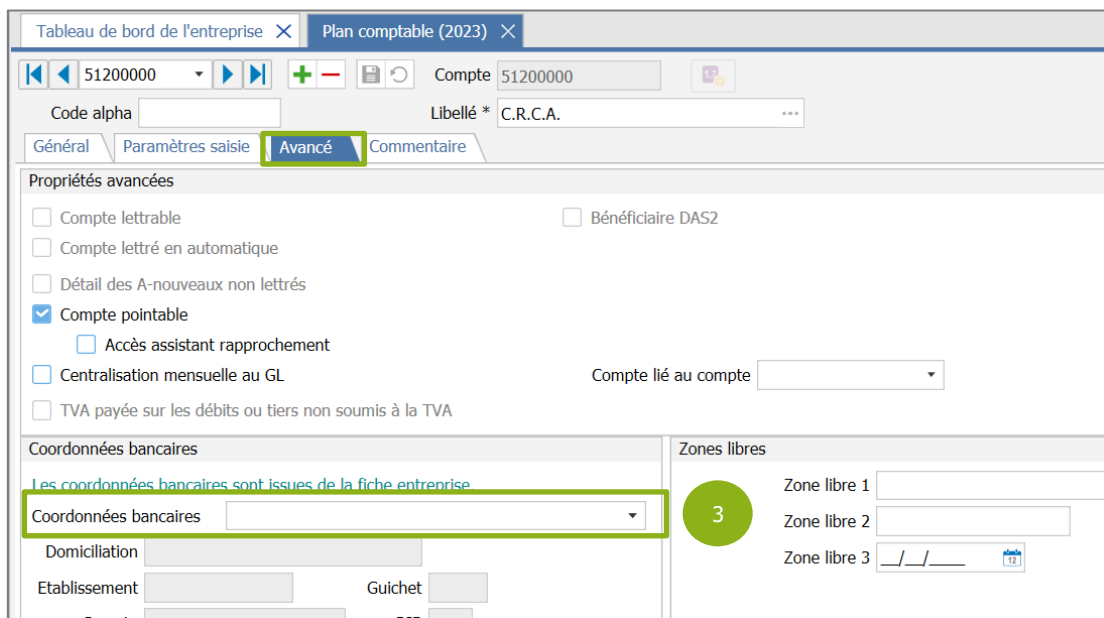 Tableau de bord de l'entreprise Plan comptable (2023)
51200000 Compte 51200000
Code alpha Libellé * C.R.C.A. ...
Général Paramètres saisie Avancé Commentaire
Propriétés avancées
Compte lettrable Bénéficiaire DAS2
Compte lettré en automatique
Détail des A-nouveaux non lettrés
Compte pointable
Accès assistant rapprochement
Centralisation mensuelle au GL Compte lié au compte
TVA payée sur les débits ou tiers non soumis à la TVA
Coordonnées bancaires Zones libres
Les coordonnées bancaires sont issues de la fiche entreprise.
Zone libre 1
Coordonnées bancaires 3
Zone libre 2
Domiciliation
Zone libre 3 __/__/____ 12
Etablissement Guichet